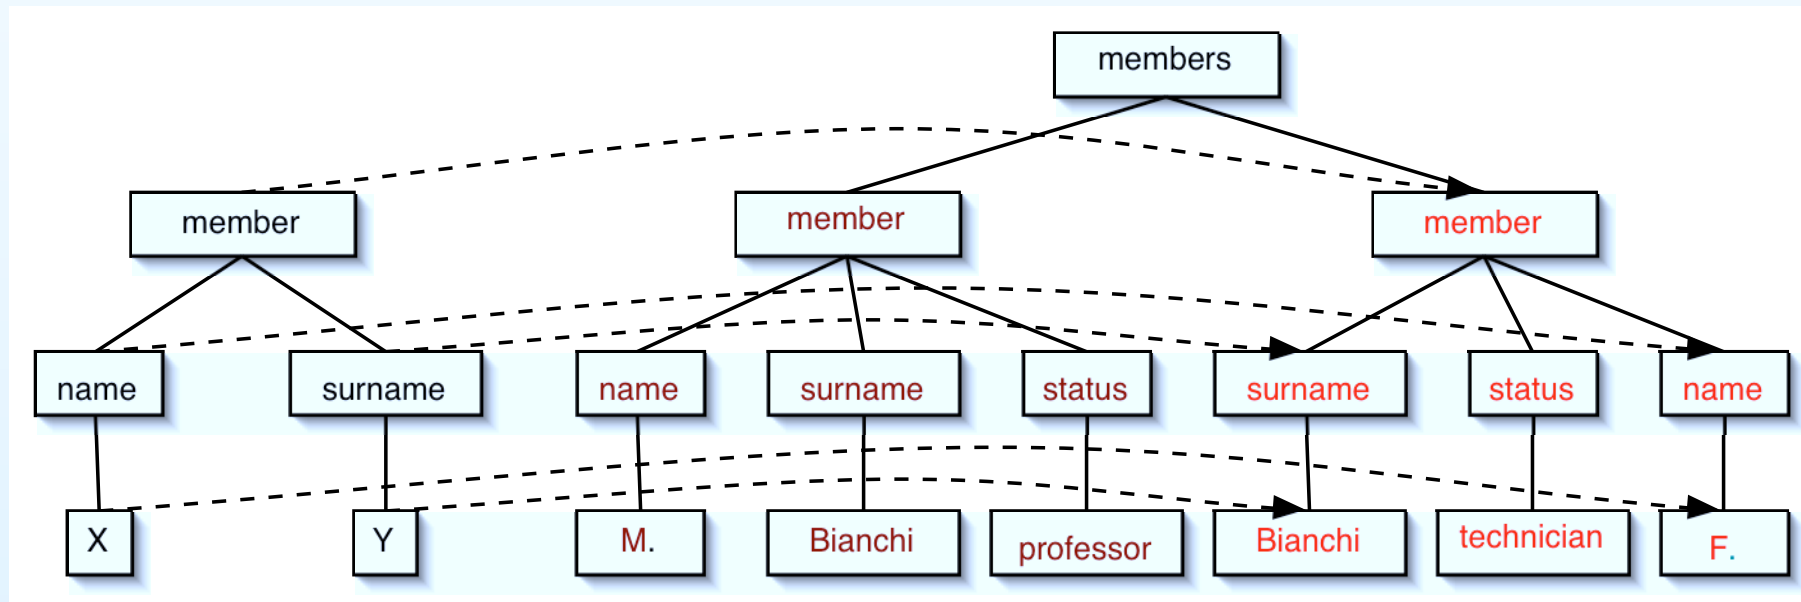 members
member
member
member
name
surname
name
surname
status
surname
status
name
X
Y
M.
Bianchi
professor
Bianchi
technician
F.